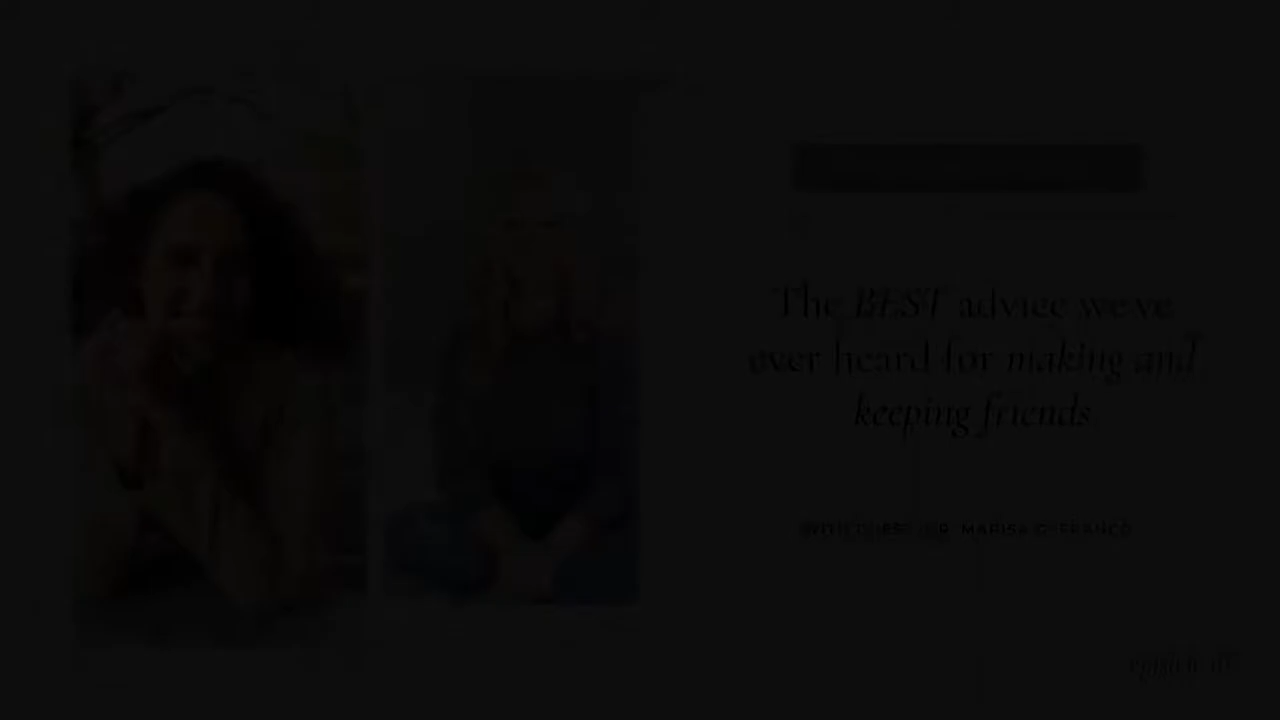 The BEST advice we've
ever heard for making and
keeping friends.
WITH GUEST DR. MARISA G. FRANCO